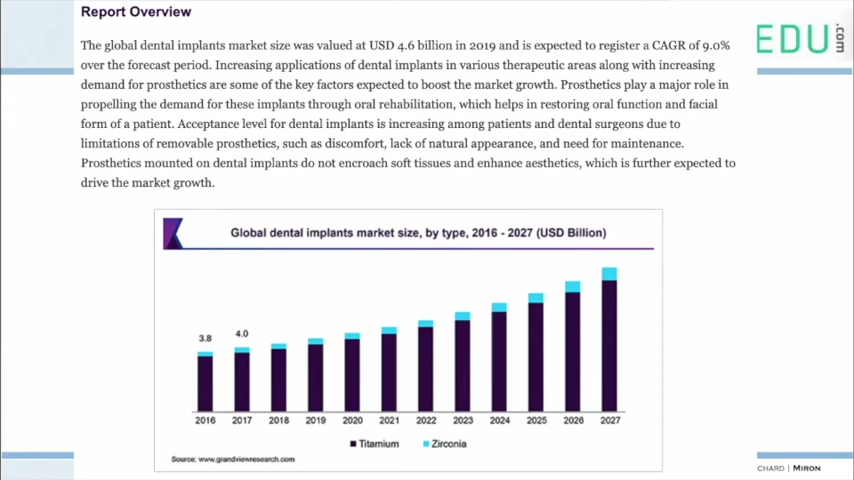 Report Overview
EDU
.com
The global dental implants market size was valued at USD 4.6 billion in 2019 and is expected to register a CAGR of 9.0%
over the forecast period. Increasing applications of dental implants in various therapeutic areas along with increasing
demand for prosthetics are some of the key factors expected to boost the market growth. Prosthetics play a major role in
propelling the demand for these implants through oral rehabilitation, which helps in restoring oral function and facial
form of a patient. Acceptance level for dental implants is increasing among patients and dental surgeons due to
limitations of removable prosthetics, such as discomfort, lack of natural appearance, and need for maintenance.
Prosthetics mounted on dental implants do not encroach soft tissues and enhance aesthetics, which is further expected to
drive the market growth.
Global dental implants market size, by type, 2016 - 2027 (USD Billion)
3.8 4.0
2016 2017 2018 2019 2020 2021 2022 2023 2024 2025 2026 2027
Titamium Zirconia
Source: www.grandviewresearch.com
CHARD | MIRON